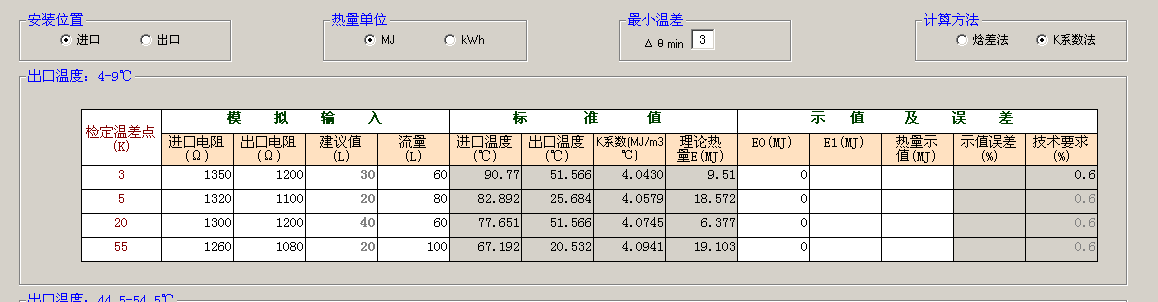 安装位置 热量单位 最小温差 计算方法
进口 出口 MJ kWh Δ θ min 3 焓差法 K系数法
出口温度: 4-9℃
模 拟 输 入 标 准 值 示 值 及 误 差
检定温差点(K) 进口电阻(Ω) 出口电阻(Ω) 建议值(L) 流量(L) 进口温度(℃) 出口温度(℃) K系数(MJ/m3℃) 理论热量E(MJ) E0(MJ) E1(MJ) 热量示值(MJ) 示值误差(%) 技术要求(%)
3 1350 1200 30 60 90.77 51.566 4.0430 9.51 0 0.6
5 1320 1100 20 80 82.892 25.684 4.0579 18.572 0 0.6
20 1300 1200 40 60 77.651 51.566 4.0745 6.377 0 0.6
55 1260 1080 20 100 67.192 20.532 4.0941 19.103 0 0.6
出口温度: 44.5-54.5℃